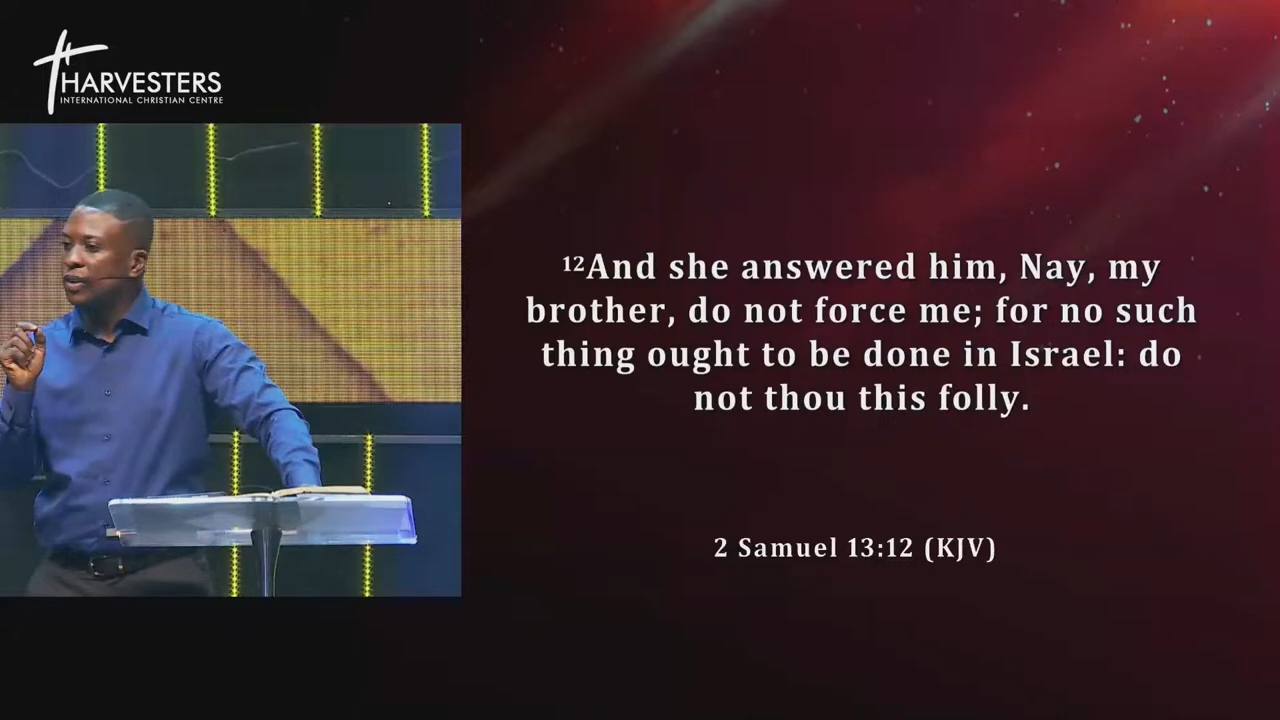 HARVESTERS
INTERNATIONAL CHRISTIAN CENTRE
¹²And she answered him, Nay, my
brother, do not force me; for no such
thing ought to be done in Israel: do
not thou this folly.
2 Samuel 13:12 (KJV)